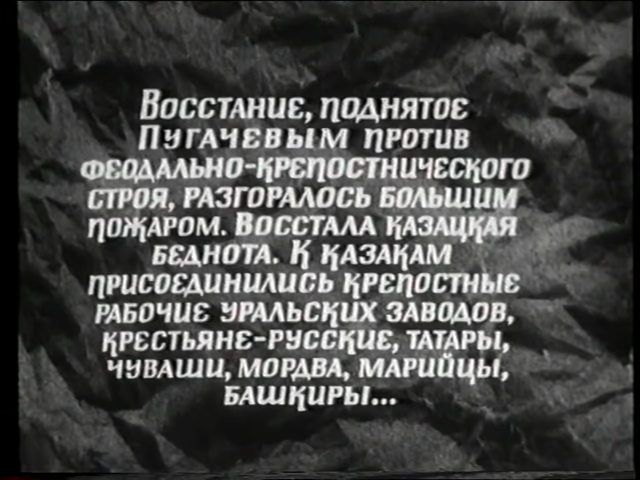 Восстание, поднятое
Пугачевым против
феодально-крепостнического
строя, разгоралось большим
пожаром. Восстала казацкая
беднота. К казакам
присоединились крепостные
рабочие уральских заводов,
крестьяне-русские, татары,
чуваши, мордва, марийцы,
башкиры...